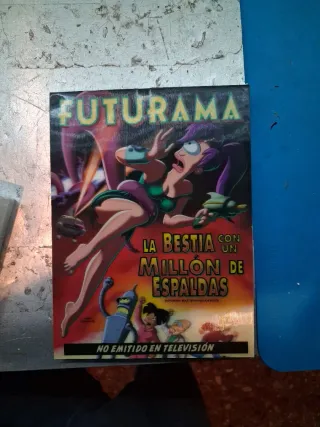 FUTURAMA
LA BESTIA CON
UN
MILLÓN DE
ESPALDAS
NO EMITIDO EN TELEVISIÓN